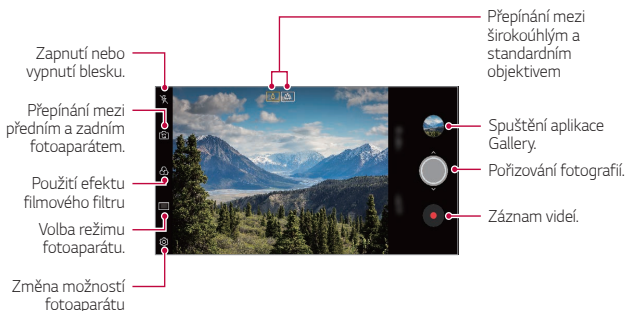 Zapnutí nebo
vypnutí blesku.
Přepínání mezi
předním a zadním
fotoaparátem.
Použití efektu
filmového filtru
Volba režimu
fotoaparátu.
Změna možností
fotoaparátu
Přepínání mezi
širokoúhlým a
standardním
objektivem
Spuštění aplikace
Gallery.
Pořizování fotografií.
Záznam videí.